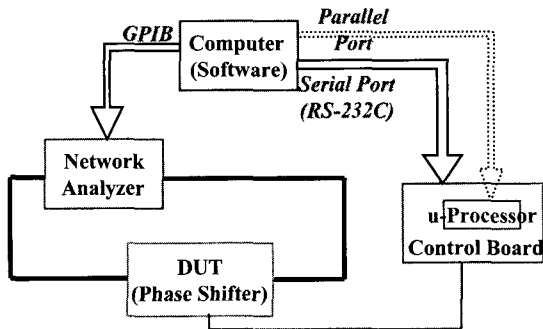 GPIB
Computer
(Software)
Parallel
Port
Serial Port
(RS-232C)
Network
Analyzer
u-Processor
Control Board
DUT
(Phase Shifter)